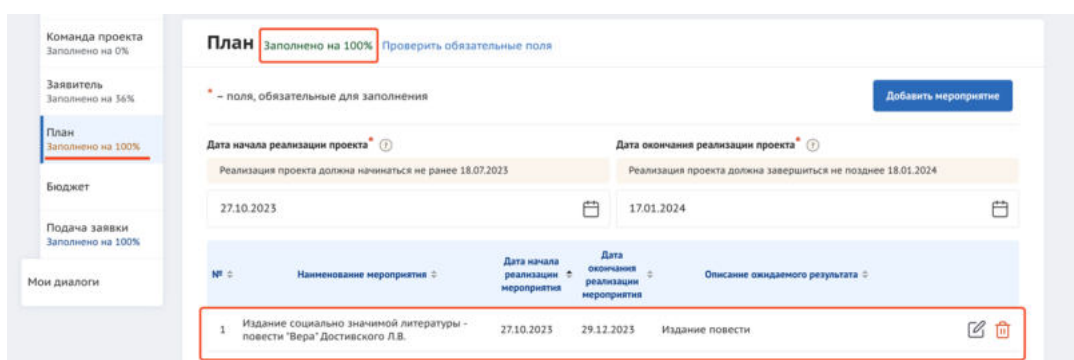 Команда проекта
Заполнено на 0%
Заявитель
Заполнено на 36%
План
Заполнено на 100%
Бюджет
Подача заявки
Заполнено на 100%
Мои диалоги
План Заполнено на 100% Проверить обязательные поля
* – поля, обязательные для заполнения
Добавить мероприятие
Дата начала реализации проекта* ?
Реализация проекта должна начинаться не ранее 18.07.2023
27.10.2023
Дата окончания реализации проекта* ?
Реализация проекта должна завершиться не позднее 18.01.2024
17.01.2024
№
Наименование мероприятия
Дата начала
реализации
мероприятия
Дата
окончания
реализации
мероприятия
Описание ожидаемого результата
1
Издание социально значимой литературы -
повести "Вера" Достивского Л.В.
27.10.2023
29.12.2023
Издание повести